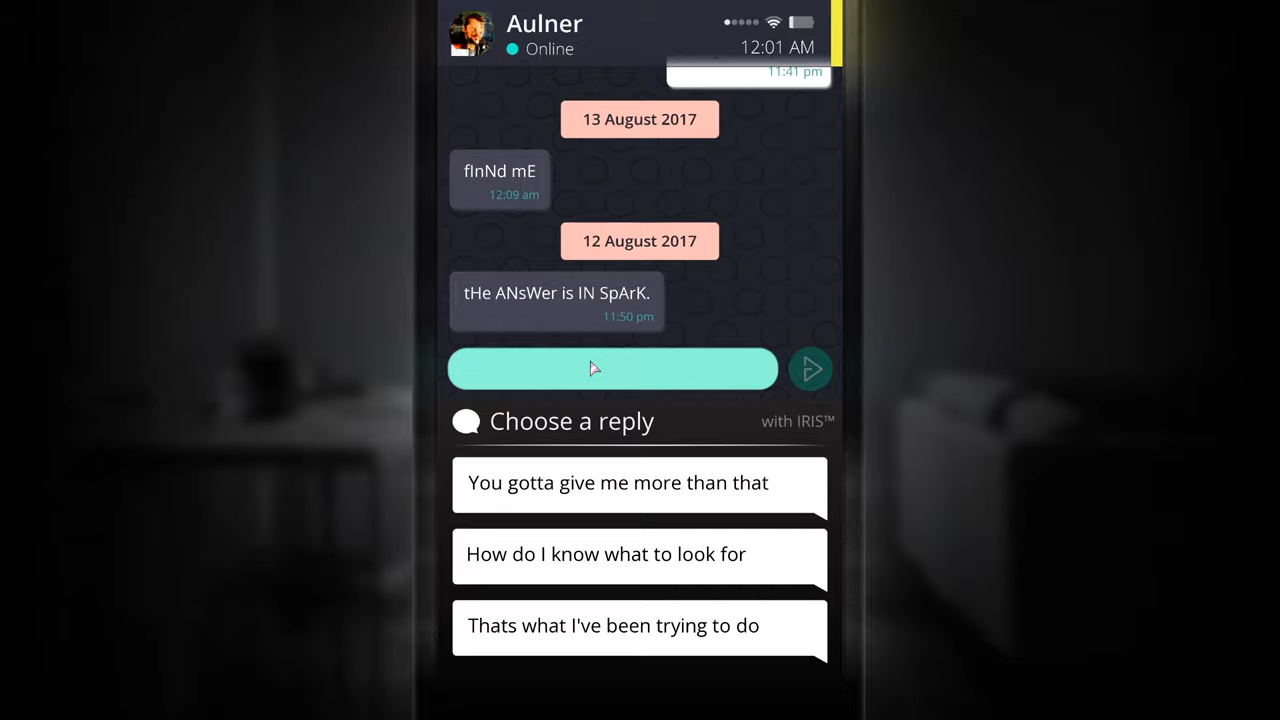 Aulner
Online
12:01 AM
11:41 pm
13 August 2017
fInNd mE
12:09 am
12 August 2017
tHe ANsWer is IN SpArK.
11:50 pm
Choose a reply
with IRIS™
You gotta give me more than that
How do I know what to look for
Thats what I've been trying to do